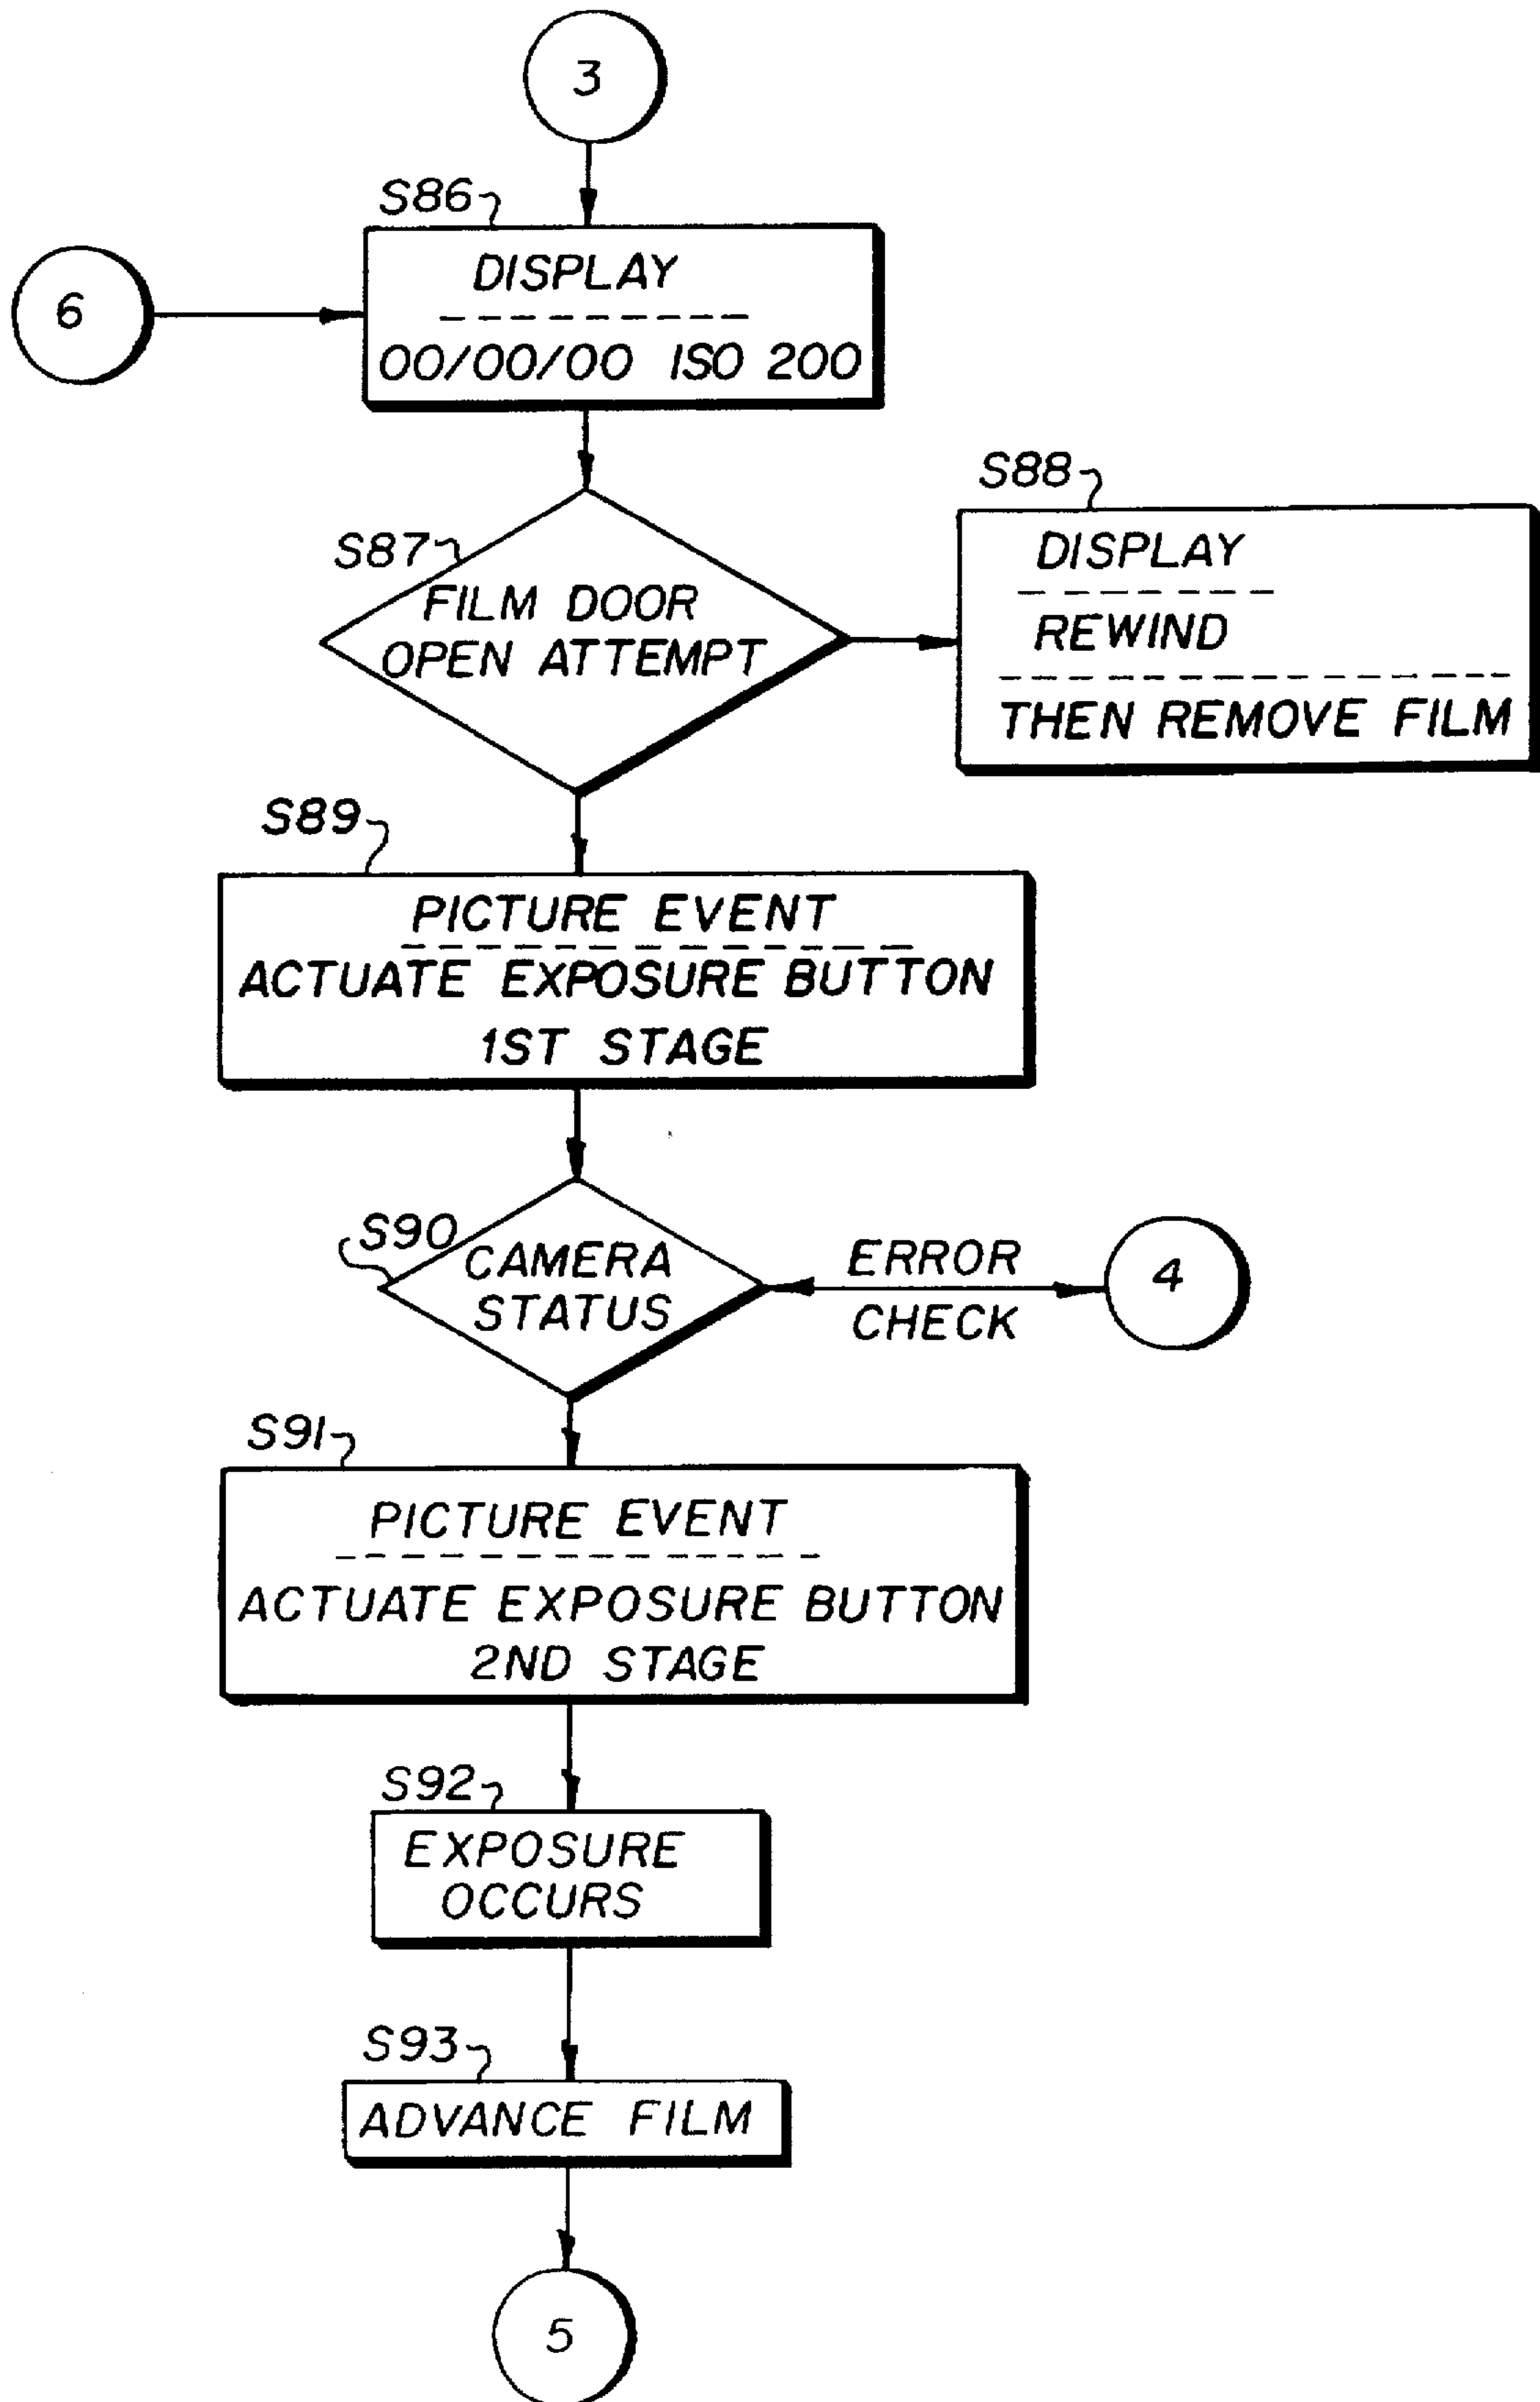 3
S86
6
DISPLAY
00/00/00 ISO 200
S87
FILM DOOR
OPEN ATTEMPT
S88
DISPLAY
REWIND
THEN REMOVE FILM
S89
PICTURE EVENT
ACTUATE EXPOSURE BUTTON
1ST STAGE
S90
CAMERA
STATUS
ERROR
CHECK
4
S91
PICTURE EVENT
ACTUATE EXPOSURE BUTTON
2ND STAGE
S92
EXPOSURE
OCCURS
S93
ADVANCE FILM
5